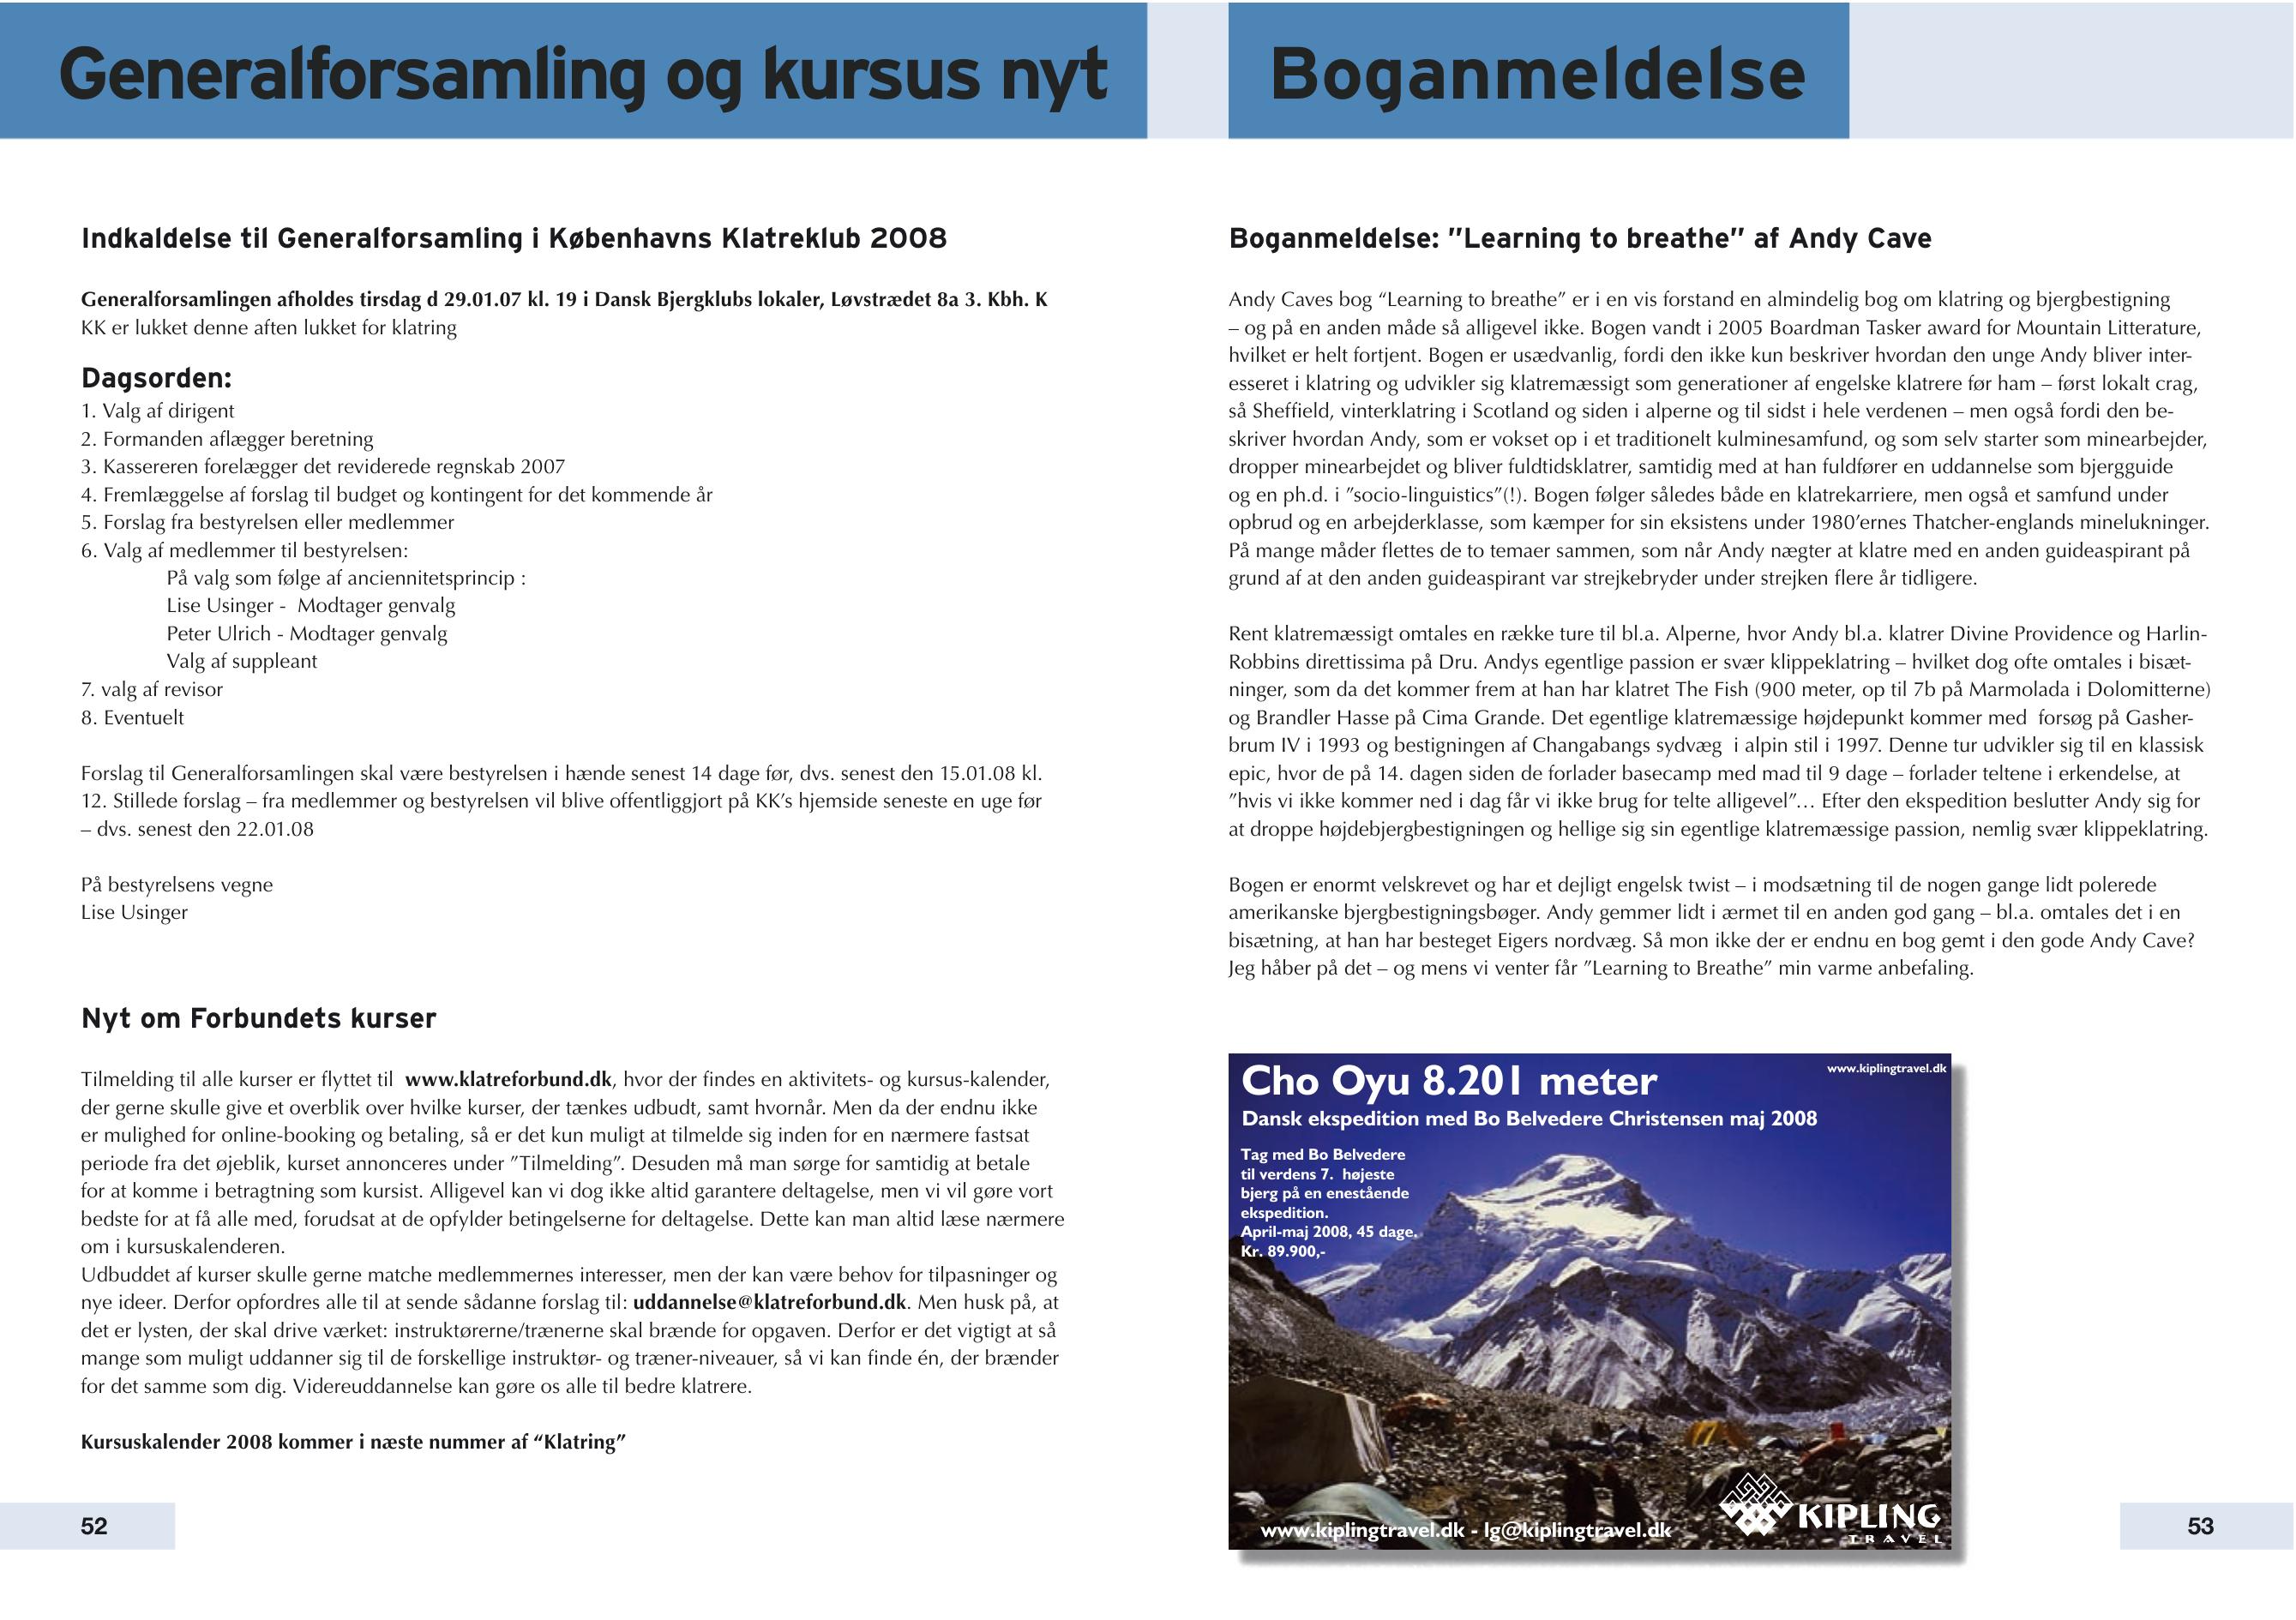 Generalforsamling og kursus nyt
Indkaldelse til Generalforsamling i Københavns Klatreklub 2008
Generalforsamlingen afholdes tirsdag d 29.01.07 kl. 19 i Dansk Bjergklubs lokaler, Løvstrædet 8a 3. Kbh. K
KK er lukket denne aften lukket for klatring
Dagsorden:
1. Valg af dirigent
2. Formanden aflægger beretning
3. Kassereren forelægger det reviderede regnskab 2007
4. Fremlæggelse af forslag til budget og kontingent for det kommende år
5. Forslag fra bestyrelsen eller medlemmer
6. Valg af medlemmer til bestyrelsen:
På valg som følge af anciennitetsprincip :
Lise Usinger -  Modtager genvalg
Peter Ulrich - Modtager genvalg
Valg af suppleant
7. valg af revisor
8. Eventuelt
Forslag til Generalforsamlingen skal være bestyrelsen i hænde senest 14 dage før, dvs. senest den 15.01.08 kl.
12. Stillede forslag – fra medlemmer og bestyrelsen vil blive offentliggjort på KK’s hjemside seneste en uge før
– dvs. senest den 22.01.08
På bestyrelsens vegne
Lise Usinger
Nyt om Forbundets kurser
Tilmelding til alle kurser er flyttet til  www.klatreforbund.dk, hvor der findes en aktivitets- og kursus-kalender,
der gerne skulle give et overblik over hvilke kurser, der tænkes udbudt, samt hvornår. Men da der endnu ikke
er mulighed for online-booking og betaling, så er det kun muligt at tilmelde sig inden for en nærmere fastsat
periode fra det øjeblik, kurset annonceres under ”Tilmelding”. Desuden må man sørge for samtidig at betale
for at komme i betragtning som kursist. Alligevel kan vi dog ikke altid garantere deltagelse, men vi vil gøre vort
bedste for at få alle med, forudsat at de opfylder betingelserne for deltagelse. Dette kan man altid læse nærmere
om i kursuskalenderen.
Udbuddet af kurser skulle gerne matche medlemmernes interesser, men der kan være behov for tilpasninger og
nye ideer. Derfor opfordres alle til at sende sådanne forslag til: uddannelse@klatreforbund.dk. Men husk på, at
det er lysten, der skal drive værket: instruktørerne/trænerne skal brænde for opgaven. Derfor er det vigtigt at så
mange som muligt uddanner sig til de forskellige instruktør- og træner-niveauer, så vi kan finde én, der brænder
for det samme som dig. Videreuddannelse kan gøre os alle til bedre klatrere.
Kursuskalender 2008 kommer i næste nummer af “Klatring”
52
Boganmeldelse
Boganmeldelse: ”Learning to breathe” af Andy Cave
Andy Caves bog “Learning to breathe” er i en vis forstand en almindelig bog om klatring og bjergbestigning
– og på en anden måde så alligevel ikke. Bogen vandt i 2005 Boardman Tasker award for Mountain Litterature,
hvilket er helt fortjent. Bogen er usædvanlig, fordi den ikke kun beskriver hvordan den unge Andy bliver inter-
esseret i klatring og udvikler sig klatremæssigt som generationer af engelske klatrere før ham – først lokalt crag,
så Sheffield, vinterklatring i Scotland og siden i alperne og til sidst i hele verdenen – men også fordi den be-
skriver hvordan Andy, som er vokset op i et traditionelt kulminesamfund, og som selv starter som minearbejder,
dropper minearbejdet og bliver fuldtidsklatrer, samtidig med at han fuldfører en uddannelse som bjergguide
og en ph.d. i ”socio-linguistics”(!). Bogen følger således både en klatrekarriere, men også et samfund under
opbrud og en arbejderklasse, som kæmper for sin eksistens under 1980’ernes Thatcher-englands minelukninger.
På mange måder flettes de to temaer sammen, som når Andy nægter at klatre med en anden guideaspirant på
grund af at den anden guideaspirant var strejkebryder under strejken flere år tidligere.
Rent klatremæssigt omtales en række ture til bl.a. Alperne, hvor Andy bl.a. klatrer Divine Providence og Harlin-
Robbins direttissima på Dru. Andys egentlige passion er svær klippeklatring – hvilket dog ofte omtales i bisæt-
ninger, som da det kommer frem at han har klatret The Fish (900 meter, op til 7b på Marmolada i Dolomitterne)
og Brandler Hasse på Cima Grande. Det egentlige klatremæssige højdepunkt kommer med  forsøg på Gasher-
brum IV i 1993 og bestigningen af Changabangs sydvæg  i alpin stil i 1997. Denne tur udvikler sig til en klassisk
epic, hvor de på 14. dagen siden de forlader basecamp med mad til 9 dage – forlader teltene i erkendelse, at
”hvis vi ikke kommer ned i dag får vi ikke brug for telte alligevel”… Efter den ekspedition beslutter Andy sig for
at droppe højdebjergbestigningen og hellige sig sin egentlige klatremæssige passion, nemlig svær klippeklatring.
Bogen er enormt velskrevet og har et dejligt engelsk twist – i modsætning til de nogen gange lidt polerede
amerikanske bjergbestigningsbøger. Andy gemmer lidt i ærmet til en anden god gang – bl.a. omtales det i en
bisætning, at han har besteget Eigers nordvæg. Så mon ikke der er endnu en bog gemt i den gode Andy Cave?
Jeg håber på det – og mens vi venter får ”Learning to Breathe” min varme anbefaling.
Cho Oyu 8.201 meter
www.kiplingtravel.dk
Dansk ekspedition med Bo Belvedere Christensen maj 2008
Tag med Bo Belvedere
til verdens 7.  højeste
bjerg på en enestående
ekspedition.
April-maj 2008, 45 dage.
Kr. 89.900,-
www.kiplingtravel.dk - lg@kiplingtravel.dk
KIPLING
TRAVEL
53